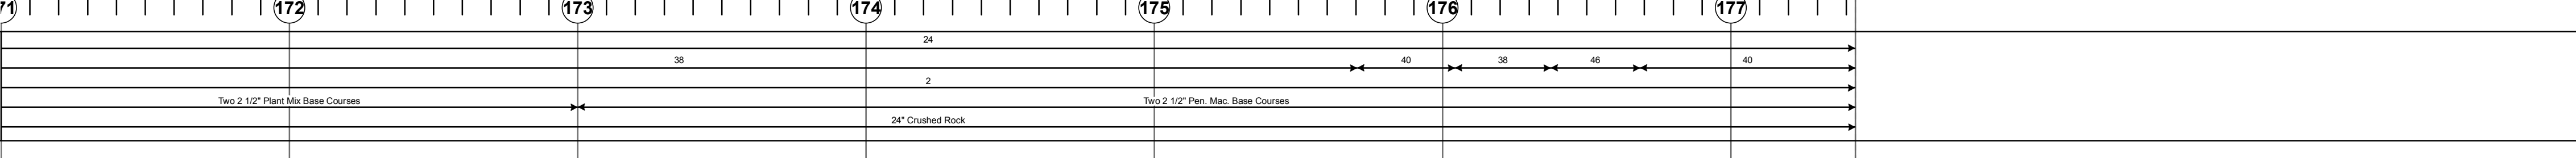 71 172 173 174 175 176 177
24
38 40 38 46 40
2
Two 2 1/2" Plant Mix Base Courses Two 2 1/2" Pen. Mac. Base Courses
24" Crushed Rock